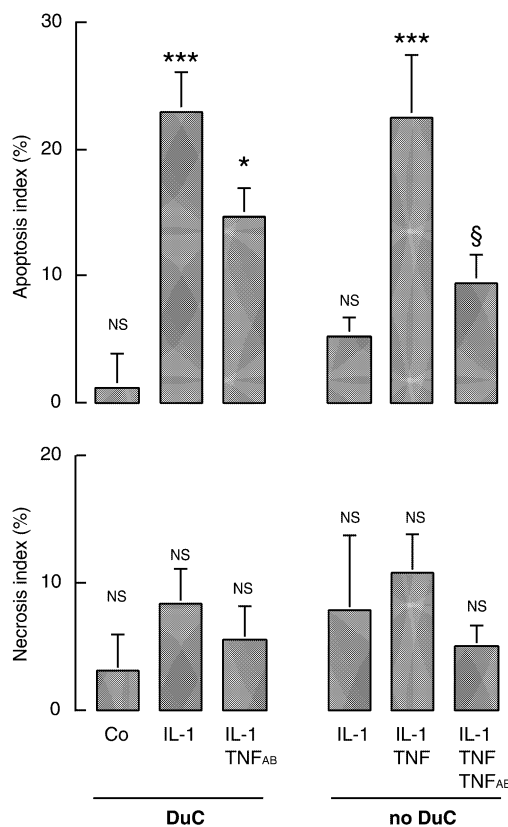 30
***
***
20
*
Apoptosis index (%)
§
10
NS
NS
0
20
NS
NS
NS
Necrosis index (%)
10
NS
NS
NS
0
Co
IL-1
IL-1
TNFAB
IL-1
IL-1
TNF
IL-1
TNF
TNFAB
DuC
no DuC